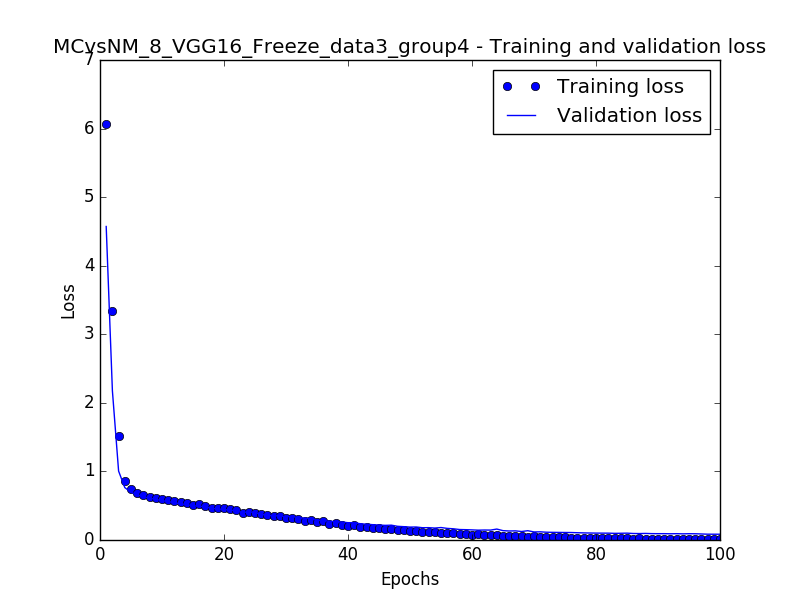 MCvsNM_8_VGG16_Freeze_data3_group4 - Training and validation loss
7
6
5
4
3
2
1
0
Loss
Training loss
Validation loss
0 20 40 60 80 100
Epochs